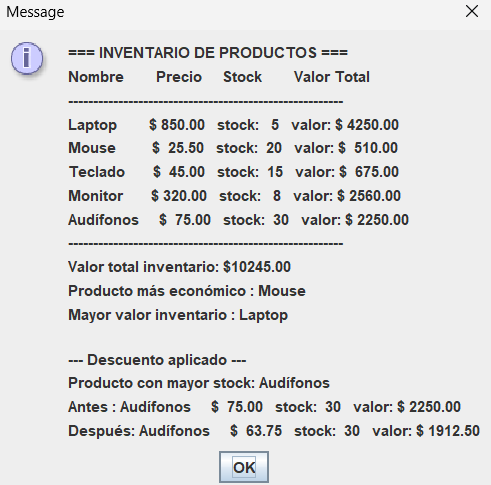 Message
=== INVENTARIO DE PRODUCTOS ===
Nombre Precio Stock Valor Total
-------------------------------------------------------
Laptop $ 850.00 stock: 5 valor: $ 4250.00
Mouse $ 25.50 stock: 20 valor: $ 510.00
Teclado $ 45.00 stock: 15 valor: $ 675.00
Monitor $ 320.00 stock: 8 valor: $ 2560.00
Audífonos $ 75.00 stock: 30 valor: $ 2250.00
-------------------------------------------------------
Valor total inventario: $10245.00
Producto más económico : Mouse
Mayor valor inventario : Laptop
--- Descuento aplicado ---
Producto con mayor stock: Audífonos
Antes : Audífonos $ 75.00 stock: 30 valor: $ 2250.00
Después: Audífonos $ 63.75 stock: 30 valor: $ 1912.50
OK